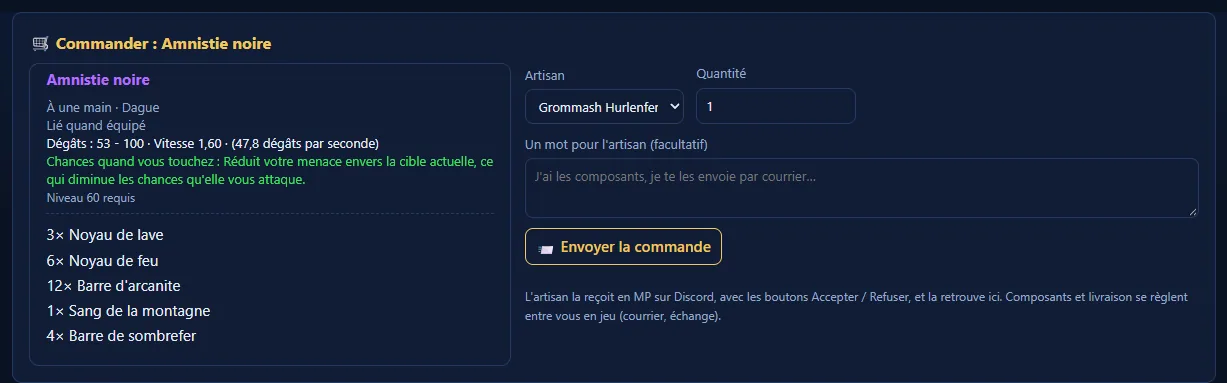 Commander : Amnistie noire
Amnistie noire
À une main · Dague
Lié quand équipé
Dégâts : 53 - 100 · Vitesse 1,60 · (47,8 dégâts par seconde)
Chances quand vous touchez : Réduit votre menace envers la cible actuelle, ce
qui diminue les chances qu'elle vous attaque.
Niveau 60 requis
3× Noyau de lave
6× Noyau de feu
12× Barre d'arcanite
1× Sang de la montagne
4× Barre de sombrefer
Artisan
Grommash Hurlenfer
Quantité
1
Un mot pour l'artisan (facultatif)
J'ai les composants, je te les envoie par courrier...
Envoyer la commande
L'artisan la reçoit en MP sur Discord, avec les boutons Accepter / Refuser, et la retrouve ici. Composants et livraison se règlent
entre vous en jeu (courrier, échange).